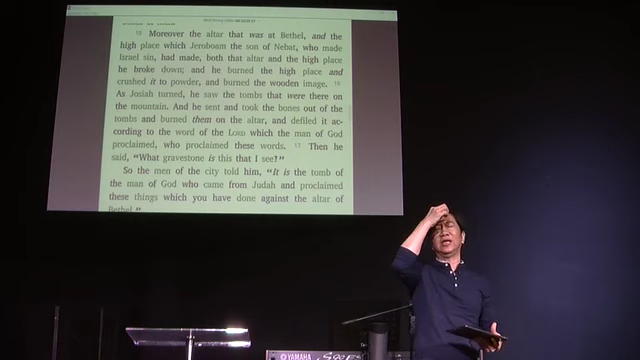 15 Moreover the altar that was at Bethel, and the
high place which Jeroboam the son of Nebat, who made
Israel sin, had made, both that altar and the high place
he broke down; and he burned the high place and
crushed it to powder, and burned the wooden image. 16
As Josiah turned, he saw the tombs that were there on
the mountain. And he sent and took the bones out of the
tombs and burned them on the altar, and defiled it ac-
cording to the word of the LORD which the man of God
proclaimed, who proclaimed these words. 17 Then he
said, “What gravestone is this that I see?”
So the men of the city told him, “It is the tomb of
the man of God who came from Judah and proclaimed
these things which you have done against the altar of
Bethel.”
YAMAHA S90 ES